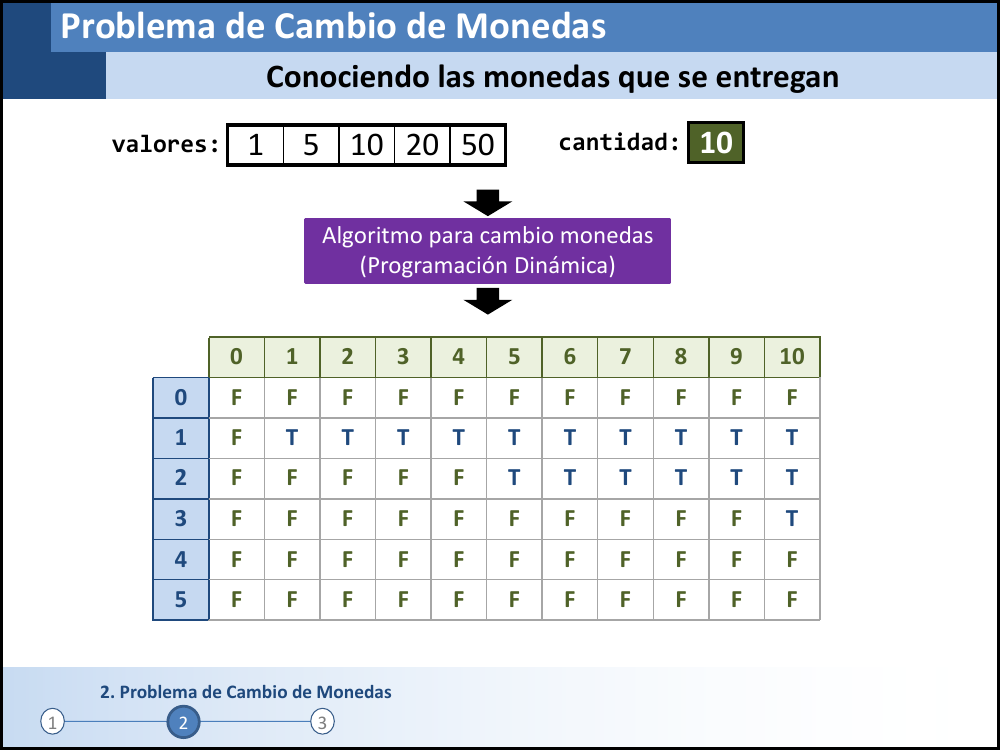 Problema de Cambio de Monedas
Conociendo las monedas que se entregan
valores: 1 5 10 20 50 cantidad: 10
Algoritmo para cambio monedas
(Programación Dinámica)
0 1 2 3 4 5 6 7 8 9 10
0 F F F F F F F F F F F
1 F T T T T T T T T T T
2 F F F F F T T T T T T
3 F F F F F F F F F F T
4 F F F F F F F F F F F
5 F F F F F F F F F F F
2. Problema de Cambio de Monedas
1 2 3